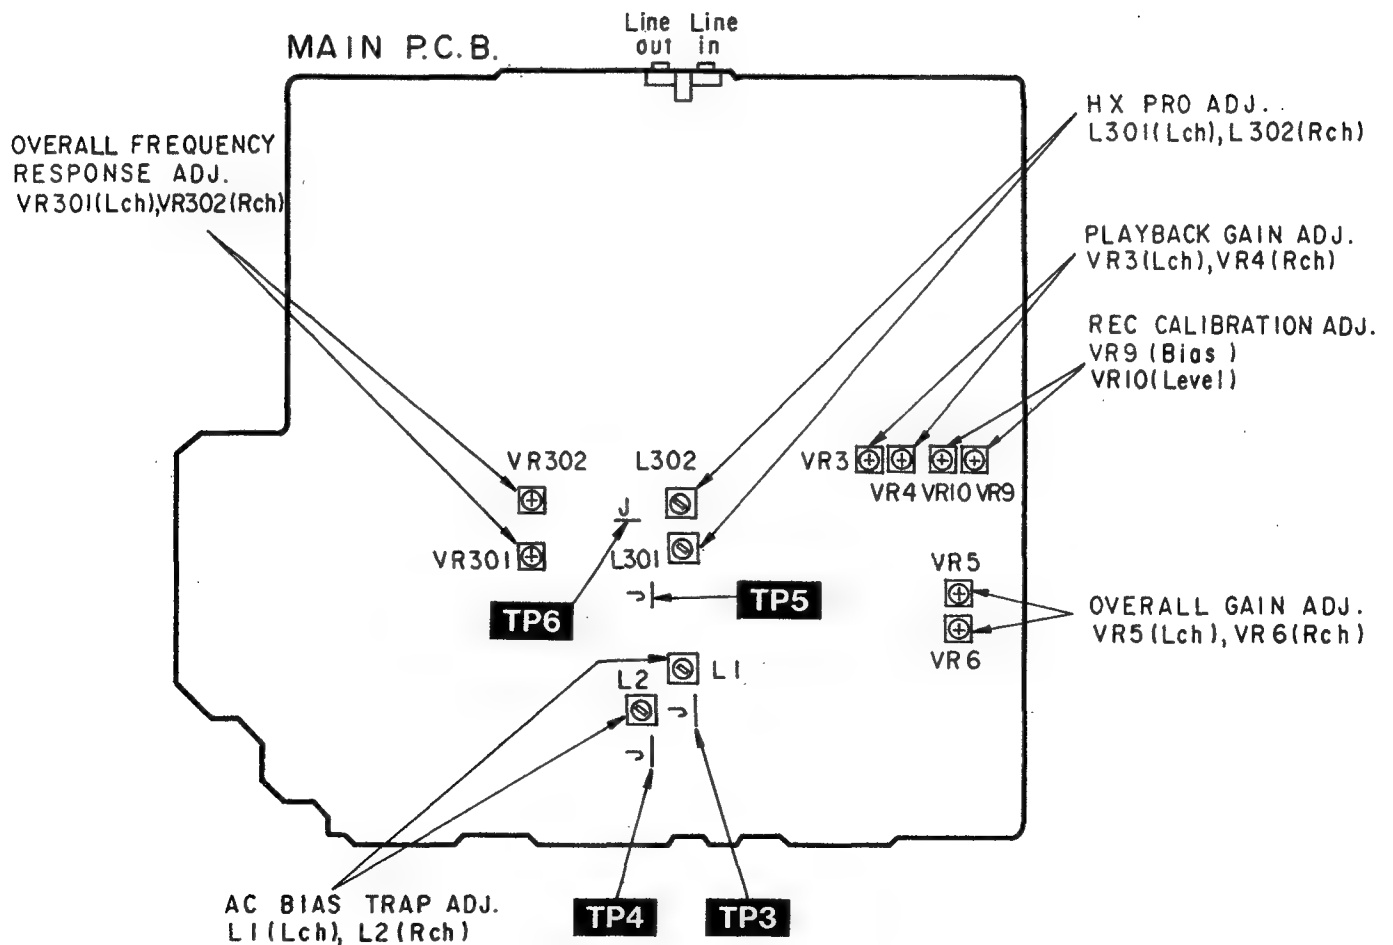 MAIN P.C.B.
Line Line
out in
OVERALL FREQUENCY
RESPONSE ADJ.
VR301(Lch),VR302(Rch)
HX PRO ADJ.
L301(Lch), L302(Rch)
PLAYBACK GAIN ADJ.
VR3(Lch),VR4(Rch)
REC CALIBRATION ADJ.
VR9 (Bias )
VR10(Level)
VR302
L302
VR3
VR4 VR10 VR9
J
VR301
L301
VR5
J
TP5
TP6
OVERALL GAIN ADJ.
VR5(Lch), VR6(Rch)
VR6
L2
L1
J
J
AC BIAS TRAP ADJ.
L1(Lch), L2(Rch)
TP4
TP3